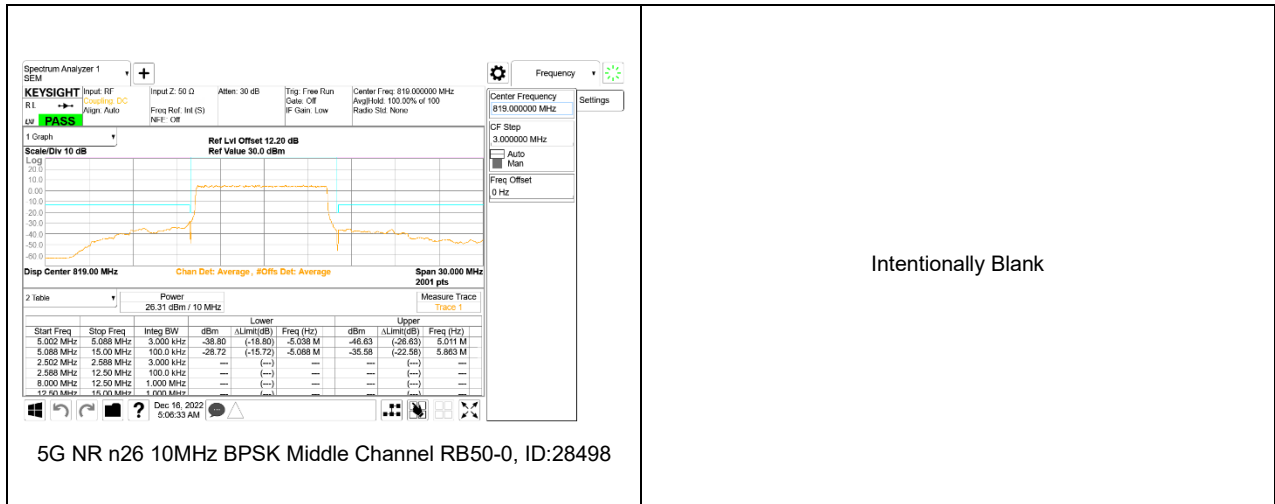 Spectrum Analyzer 1
SEM
Frequency
KEYSIGHT Input: RF Input Z: 50 Ω Atten: 30 dB Trig: Free Run Center Freq: 819.000000 MHz
R L Coupling: DC Gate: Off Avg|Hold: 100.00% of 100
Align: Auto Freq Ref: Int (S) IF Gain: Low Radio Std: None
PASS NFE: Off
Center Frequency
819.000000 MHz
Settings
CF Step
3.000000 MHz
Auto
Man
Freq Offset
0 Hz
1 Graph
Scale/Div 10 dB
Ref Lvl Offset 12.20 dB
Ref Value 30.0 dBm
Log
20.0
10.0
0.00
-10.0
-20.0
-30.0
-40.0
-50.0
-60.0
Disp Center 819.00 MHz Chan Det: Average , #Offs Det: Average Span 30.000 MHz
2001 pts
2 Table Power Measure Trace
26.31 dBm / 10 MHz Trace 1
Lower Upper
Start Freq Stop Freq Integ BW dBm ΔLimit(dB) Freq (Hz) dBm ΔLimit(dB) Freq (Hz)
5.002 MHz 5.088 MHz 3.000 kHz -38.80 (-18.80) -5.038 M -46.63 (-26.63) 5.011 M
5.088 MHz 15.00 MHz 100.0 kHz -28.72 (-15.72) -5.088 M -35.58 (-22.58) 5.863 M
2.502 MHz 2.588 MHz 3.000 kHz --- (---) --- --- (---) ---
2.588 MHz 12.50 MHz 100.0 kHz --- (---) --- --- (---) ---
8.000 MHz 12.50 MHz 1.000 MHz --- (---) --- --- (---) ---
12.50 MHz 15.00 MHz 1.000 MHz --- (---) --- --- (---) ---
? Dec 16, 2022
5:06:33 AM
5G NR n26 10MHz BPSK Middle Channel RB50-0, ID:28498
Intentionally Blank